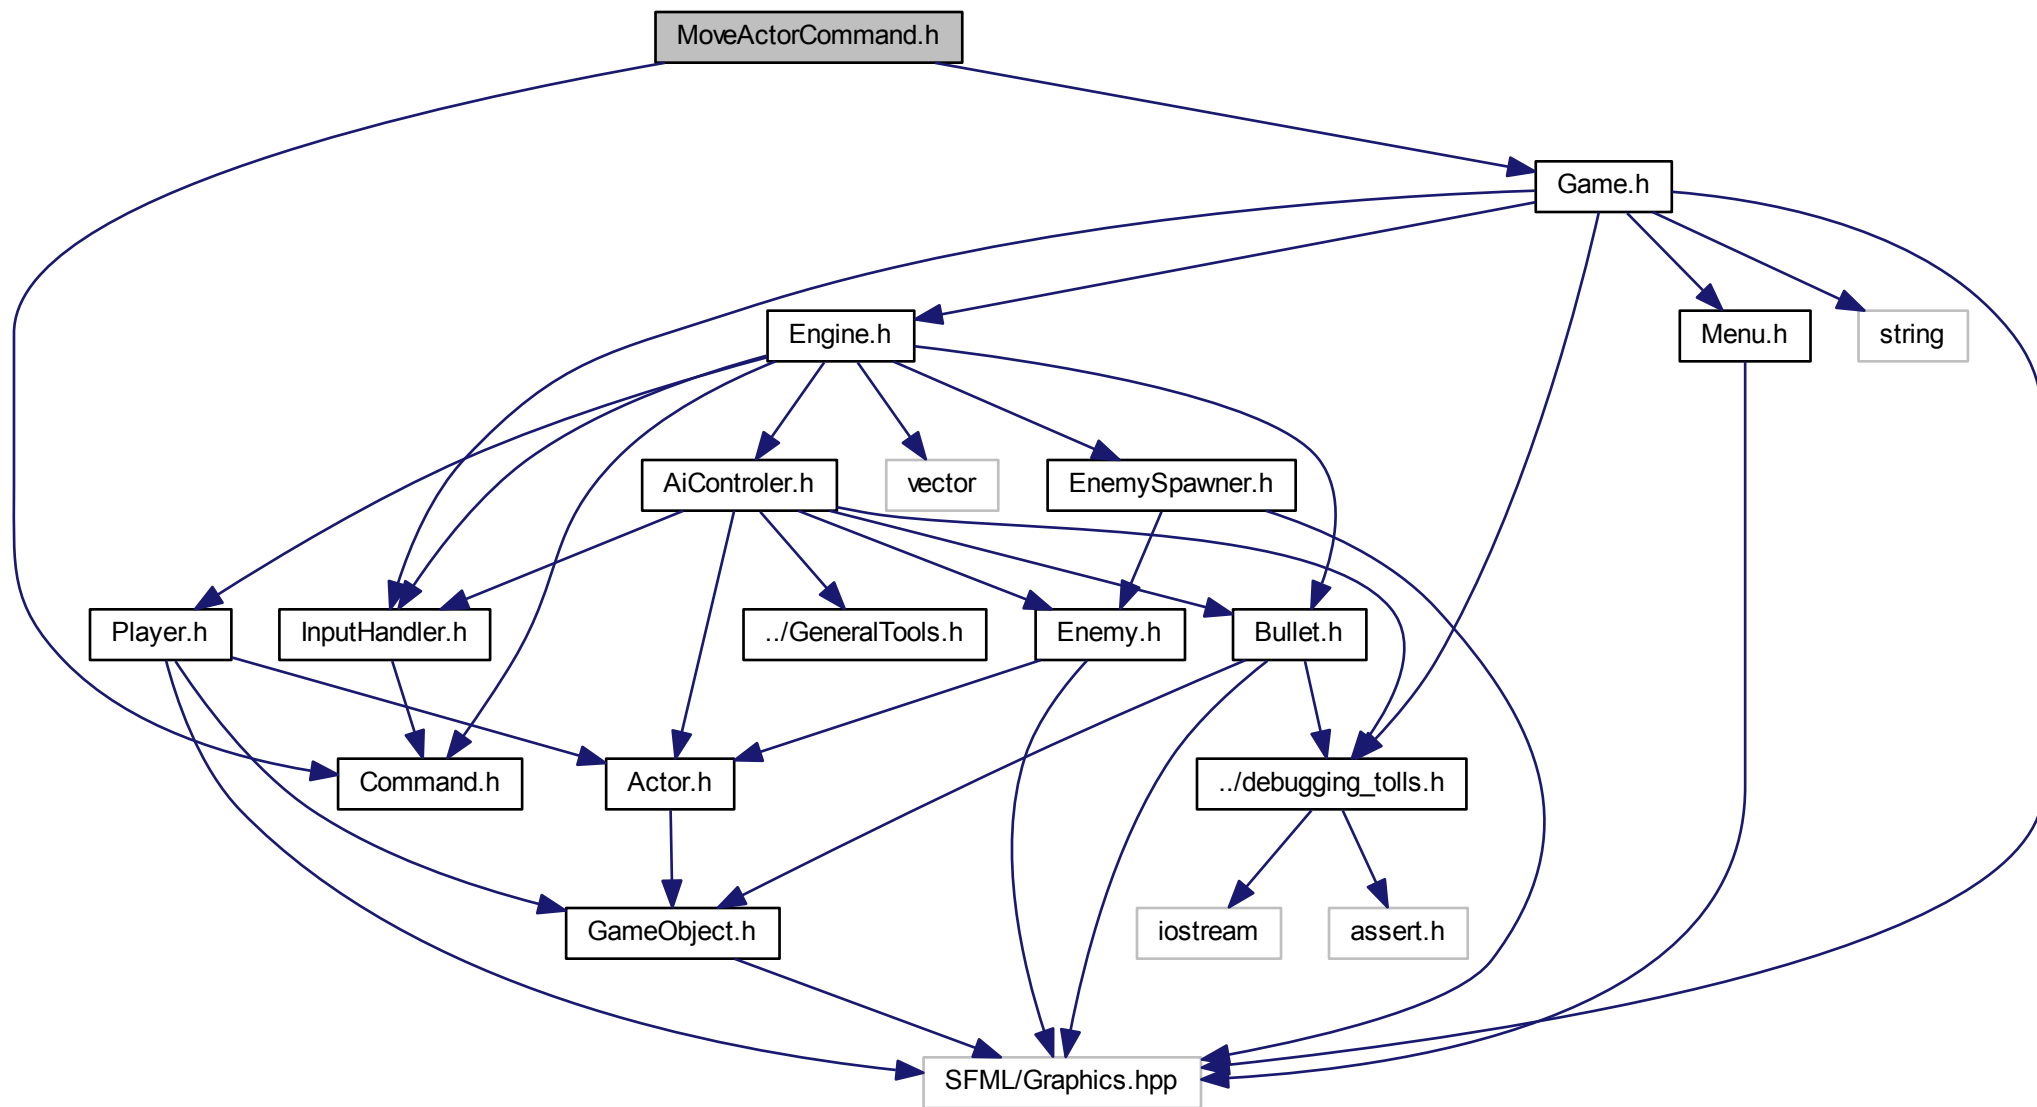 MoveActorCommand.h
Game.h
Engine.h
Menu.h
string
AiControler.h
vector
EnemySpawner.h
Player.h
InputHandler.h
../GeneralTools.h
Enemy.h
Bullet.h
Command.h
Actor.h
../debugging_tolls.h
GameObject.h
iostream
assert.h
SFML/Graphics.hpp